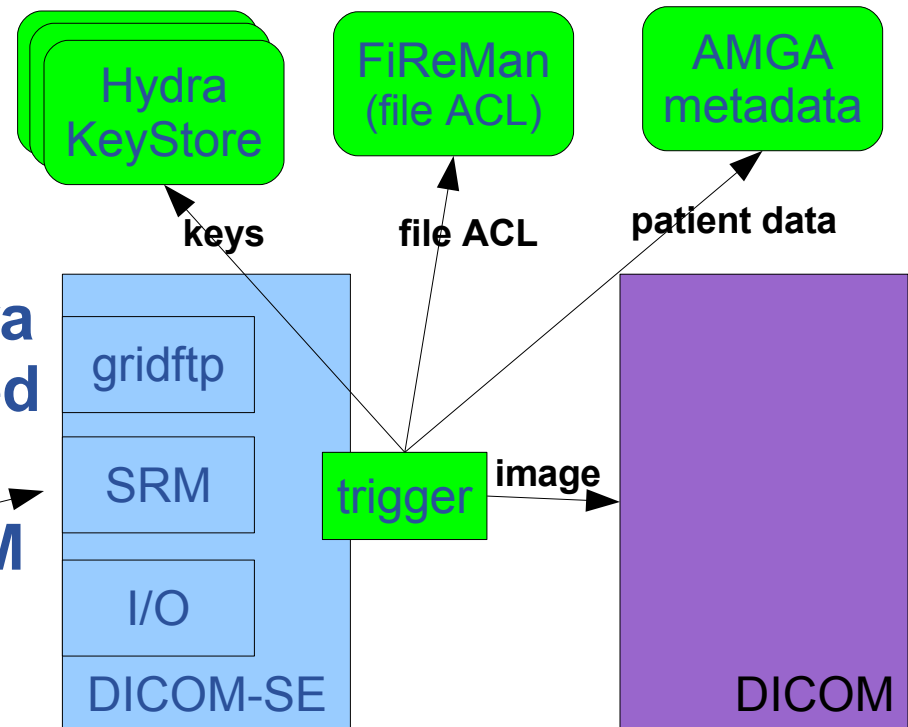 Hydra
KeyStore
FiReMan
(file ACL)
AMGA
metadata
keys
file ACL
patient data
a
d
M
gridftp
SRM
I/O
DICOM-SE
trigger
image
DICOM